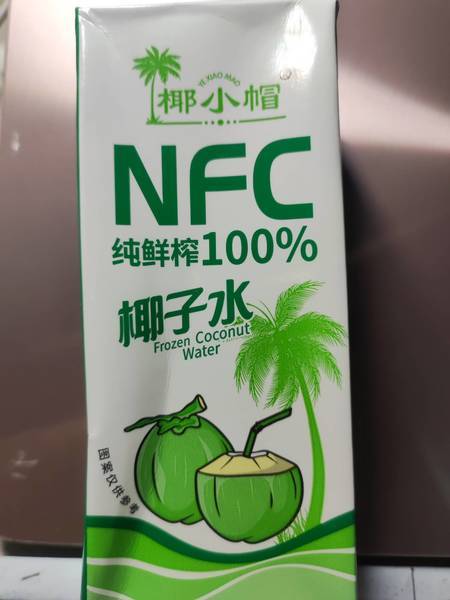 YE XIAO MAO
椰小帽®
NFC
纯鲜榨100%
椰子水
Frozen Coconut
Water
图案仅供参考